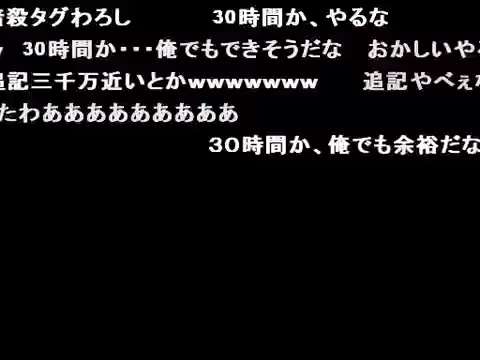 暗殺タグわろし 30時間か、やるな
w 30時間か・・・俺でもできそうだな おかしいやろ
追記三千万近いとかwwwwwww 追記やべぇな
たわあああああああああ
30時間か、俺でも余裕だな